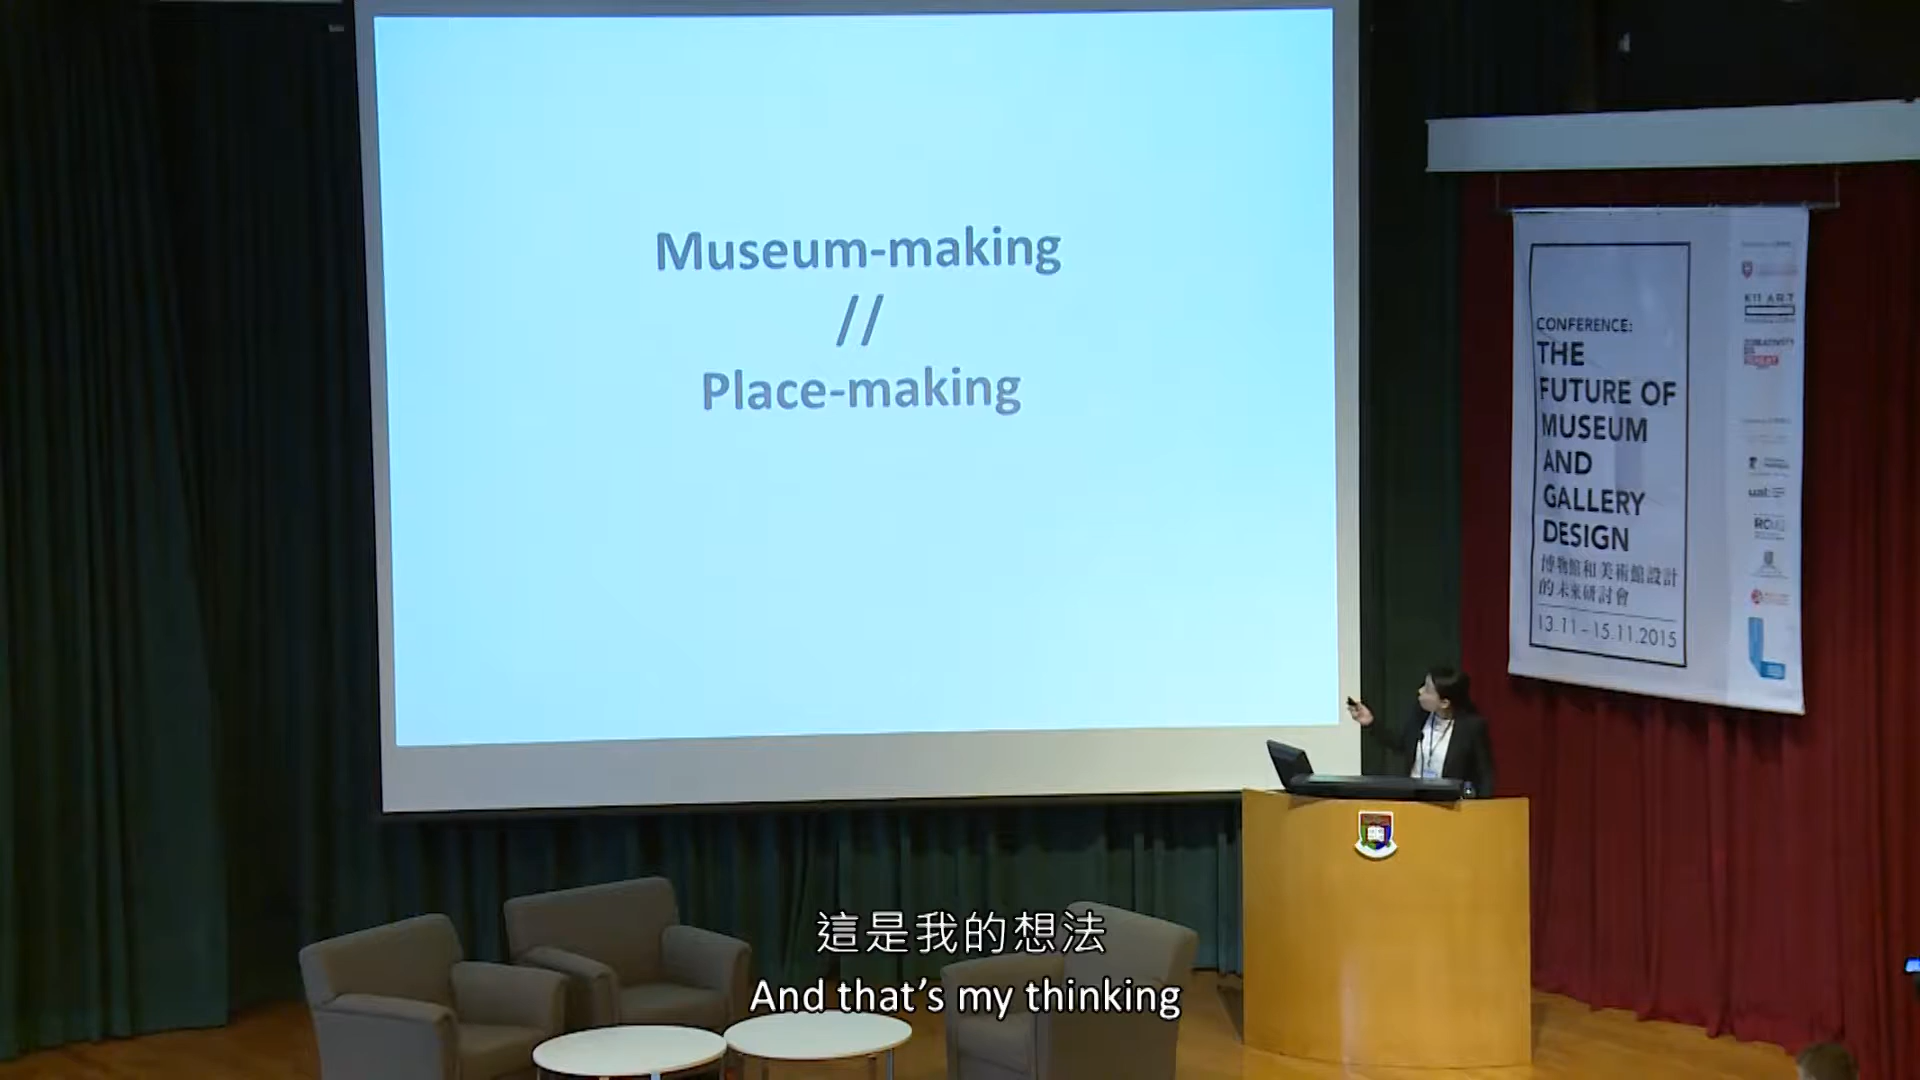 Museum-making
//
Place-making
CONFERENCE:
THE
FUTURE OF
MUSEUM
AND
GALLERY
DESIGN
博物館和美術館設計
的未來研討會
13.11 – 15.11.2015
K11 ART
這是我的想法
And that's my thinking